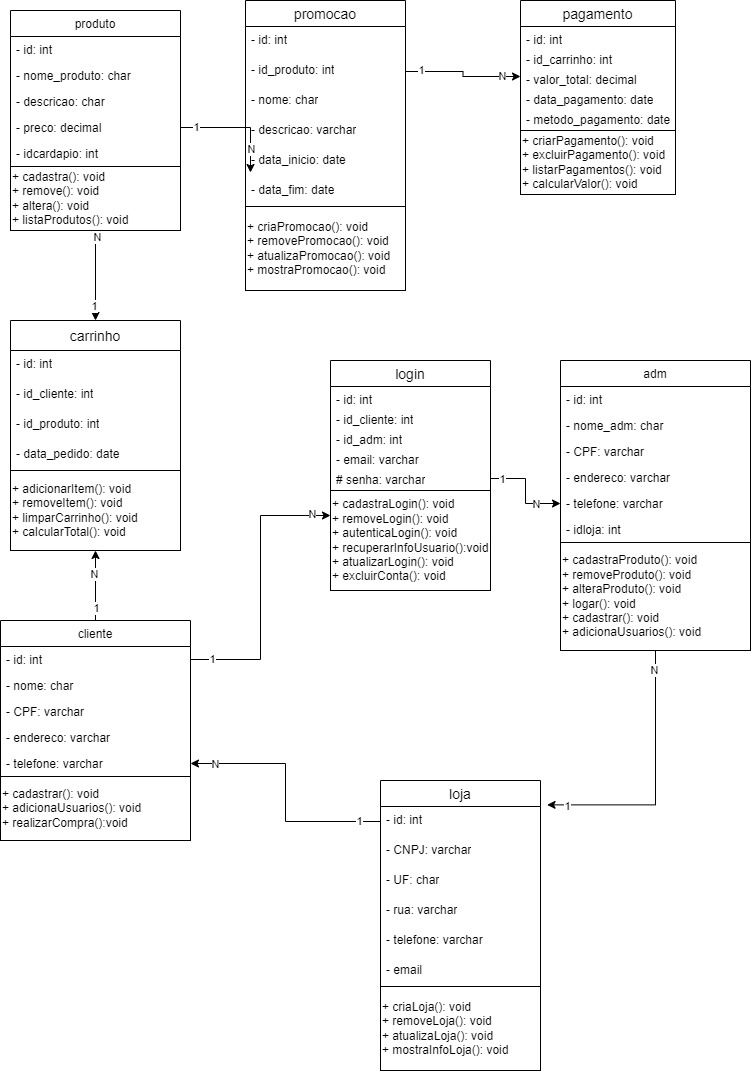 produto
- id: int
- nome_produto: char
- descricao: char
- preco: decimal
- idcardapio: int
+ cadastra(): void
+ remove(): void
+ altera(): void
+ listaProdutos(): void
1
N
promocao
- id: int
- id_produto: int
- nome: char
- descricao: varchar
- data_inicio: date
- data_fim: date
+ criaPromocao(): void
+ removePromocao(): void
+ atualizaPromocao(): void
+ mostraPromocao(): void
1
N
pagamento
- id: int
- id_carrinho: int
- valor_total: decimal
- data_pagamento: date
- metodo_pagamento: date
+ criarPagamento(): void
+ excluirPagamento(): void
+ listarPagamentos(): void
+ calcularValor(): void
N
1
carrinho
- id: int
- id_cliente: int
- id_produto: int
- data_pedido: date
+ adicionarItem(): void
+ removeItem(): void
+ limparCarrinho(): void
+ calcularTotal(): void
N
1
login
- id: int
- id_cliente: int
- id_adm: int
- email: varchar
# senha: varchar
+ cadastraLogin(): void
+ removeLogin(): void
+ autenticaLogin(): void
+ recuperarInfoUsuario():void
+ atualizarLogin(): void
+ excluirConta(): void
1
N
adm
- id: int
- nome_adm: char
- CPF: varchar
- endereco: varchar
- telefone: varchar
- idloja: int
+ cadastraProduto(): void
+ removeProduto(): void
+ alteraProduto(): void
+ logar(): void
+ cadastrar(): void
+ adicionaUsuarios(): void
N
1
cliente
- id: int
- nome: char
- CPF: varchar
- endereco: varchar
- telefone: varchar
+ cadastrar(): void
+ adicionaUsuarios(): void
+ realizarCompra():void
1
N
N
1
loja
- id: int
- CNPJ: varchar
- UF: char
- rua: varchar
- telefone: varchar
- email
+ criaLoja(): void
+ removeLoja(): void
+ atualizaLoja(): void
+ mostraInfoLoja(): void